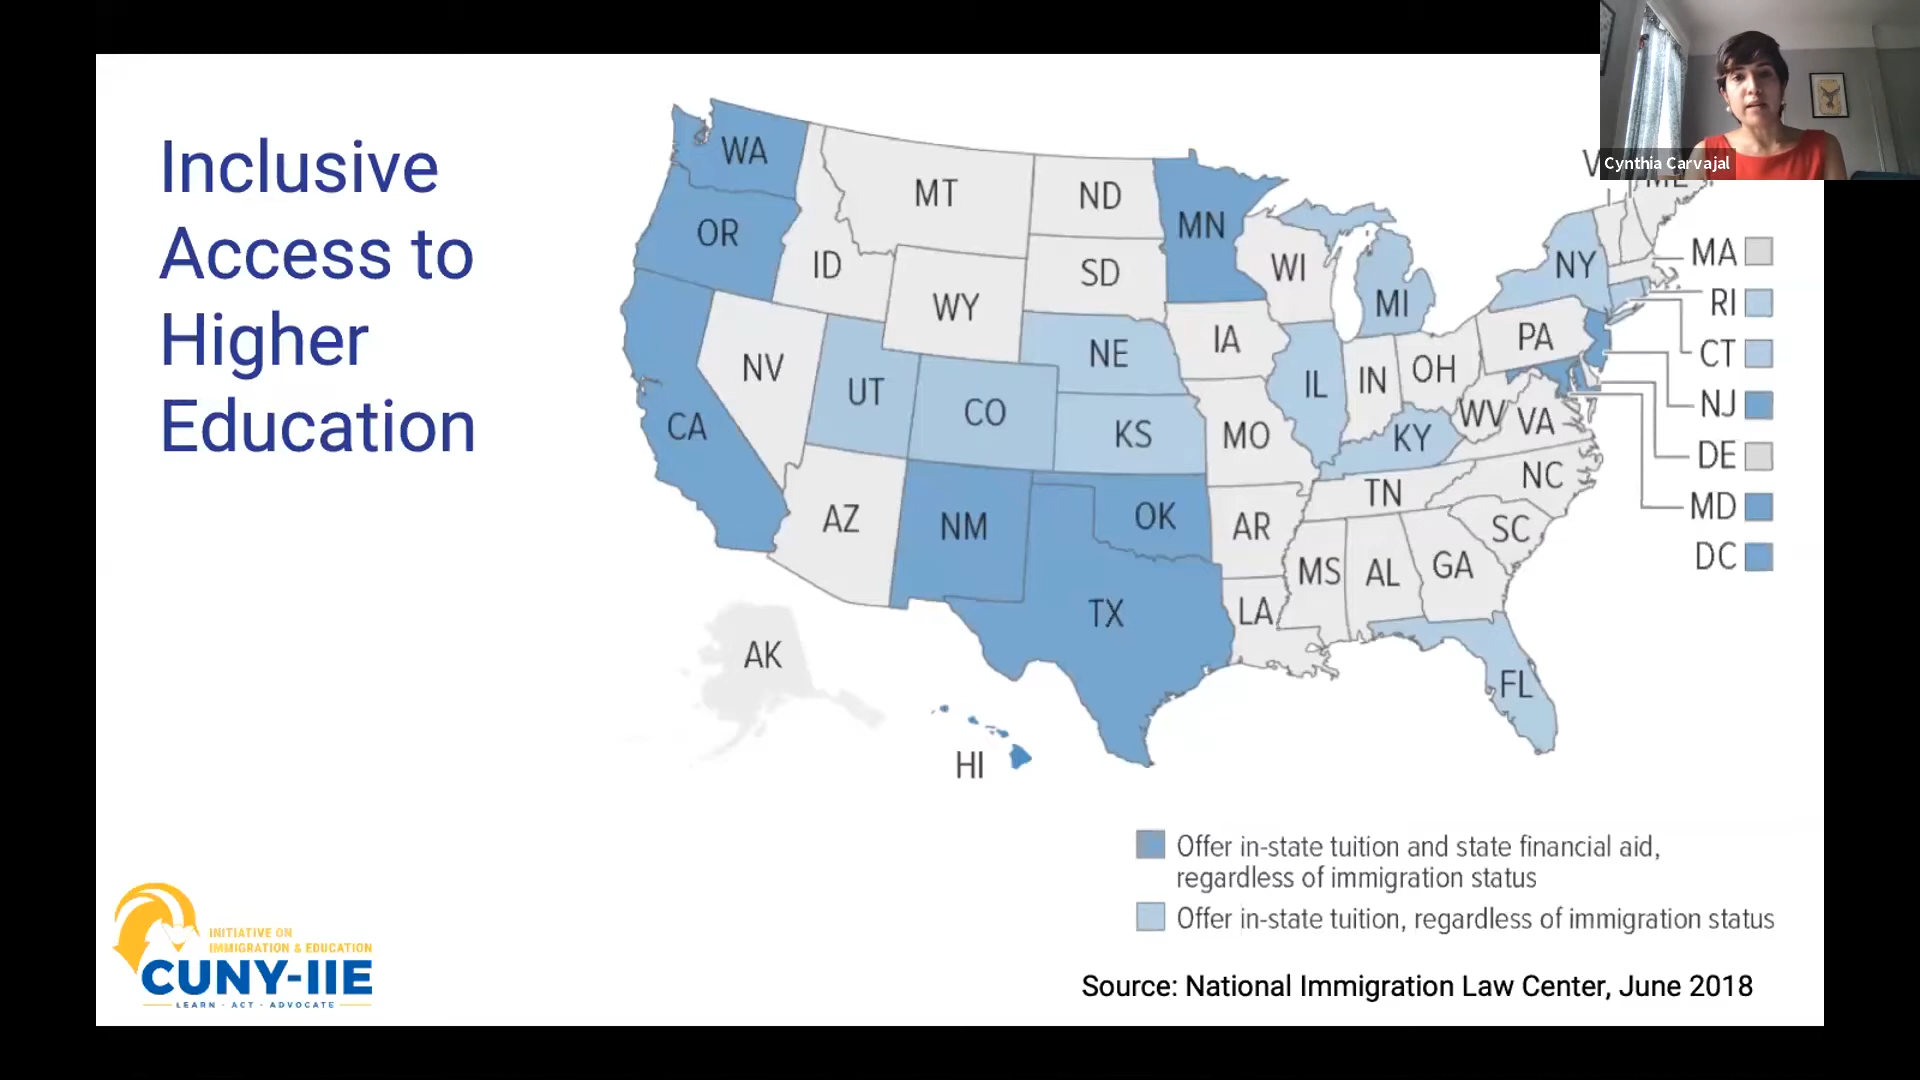 Inclusive
Access to
Higher
Education
Cynthia Carvajal
WA
MT
ND
MN
OR
ID
SD
WI
NY
MA
WY
MI
RI
NV
NE
IA
PA
CT
UT
CO
IL
IN
OH
NJ
CA
KS
MO
KY
WV
VA
DE
AZ
NM
OK
AR
TN
NC
MD
SC
DC
TX
MS
AL
GA
LA
AK
FL
HI
Offer in-state tuition and state financial aid,
regardless of immigration status
Offer in-state tuition, regardless of immigration status
INITIATIVE ON
IMMIGRATION & EDUCATION
CUNY-IIE
LEARN · ACT · ADVOCATE
Source: National Immigration Law Center, June 2018